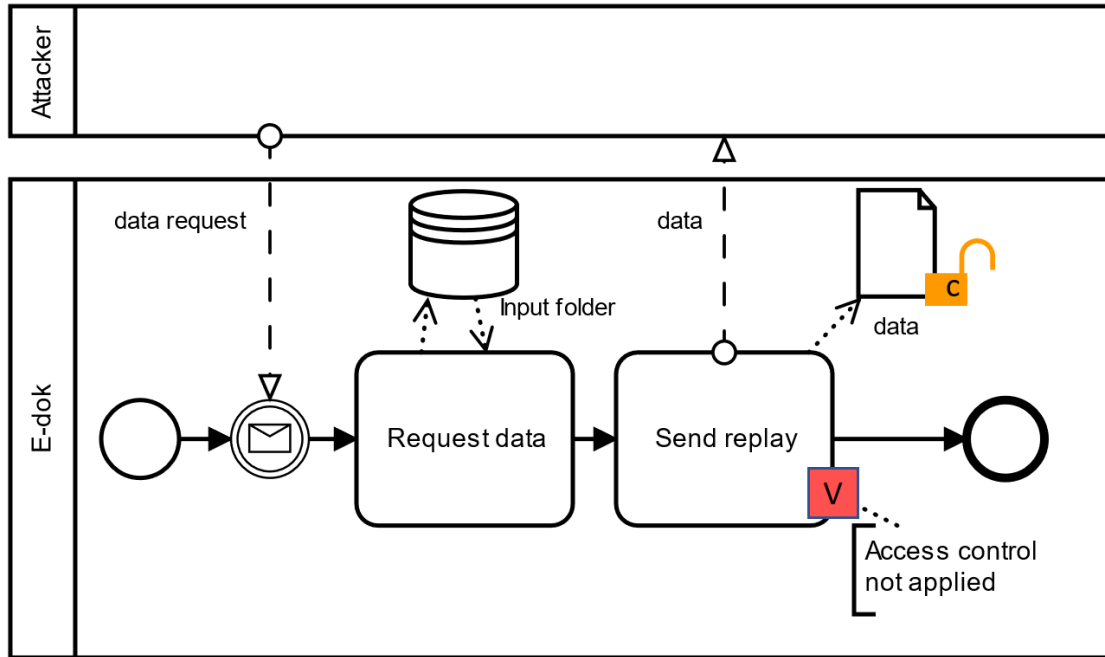 Attacker
E-dok
data request
Input folder
data
data
C
Request data
Send replay
V
Access control
not applied